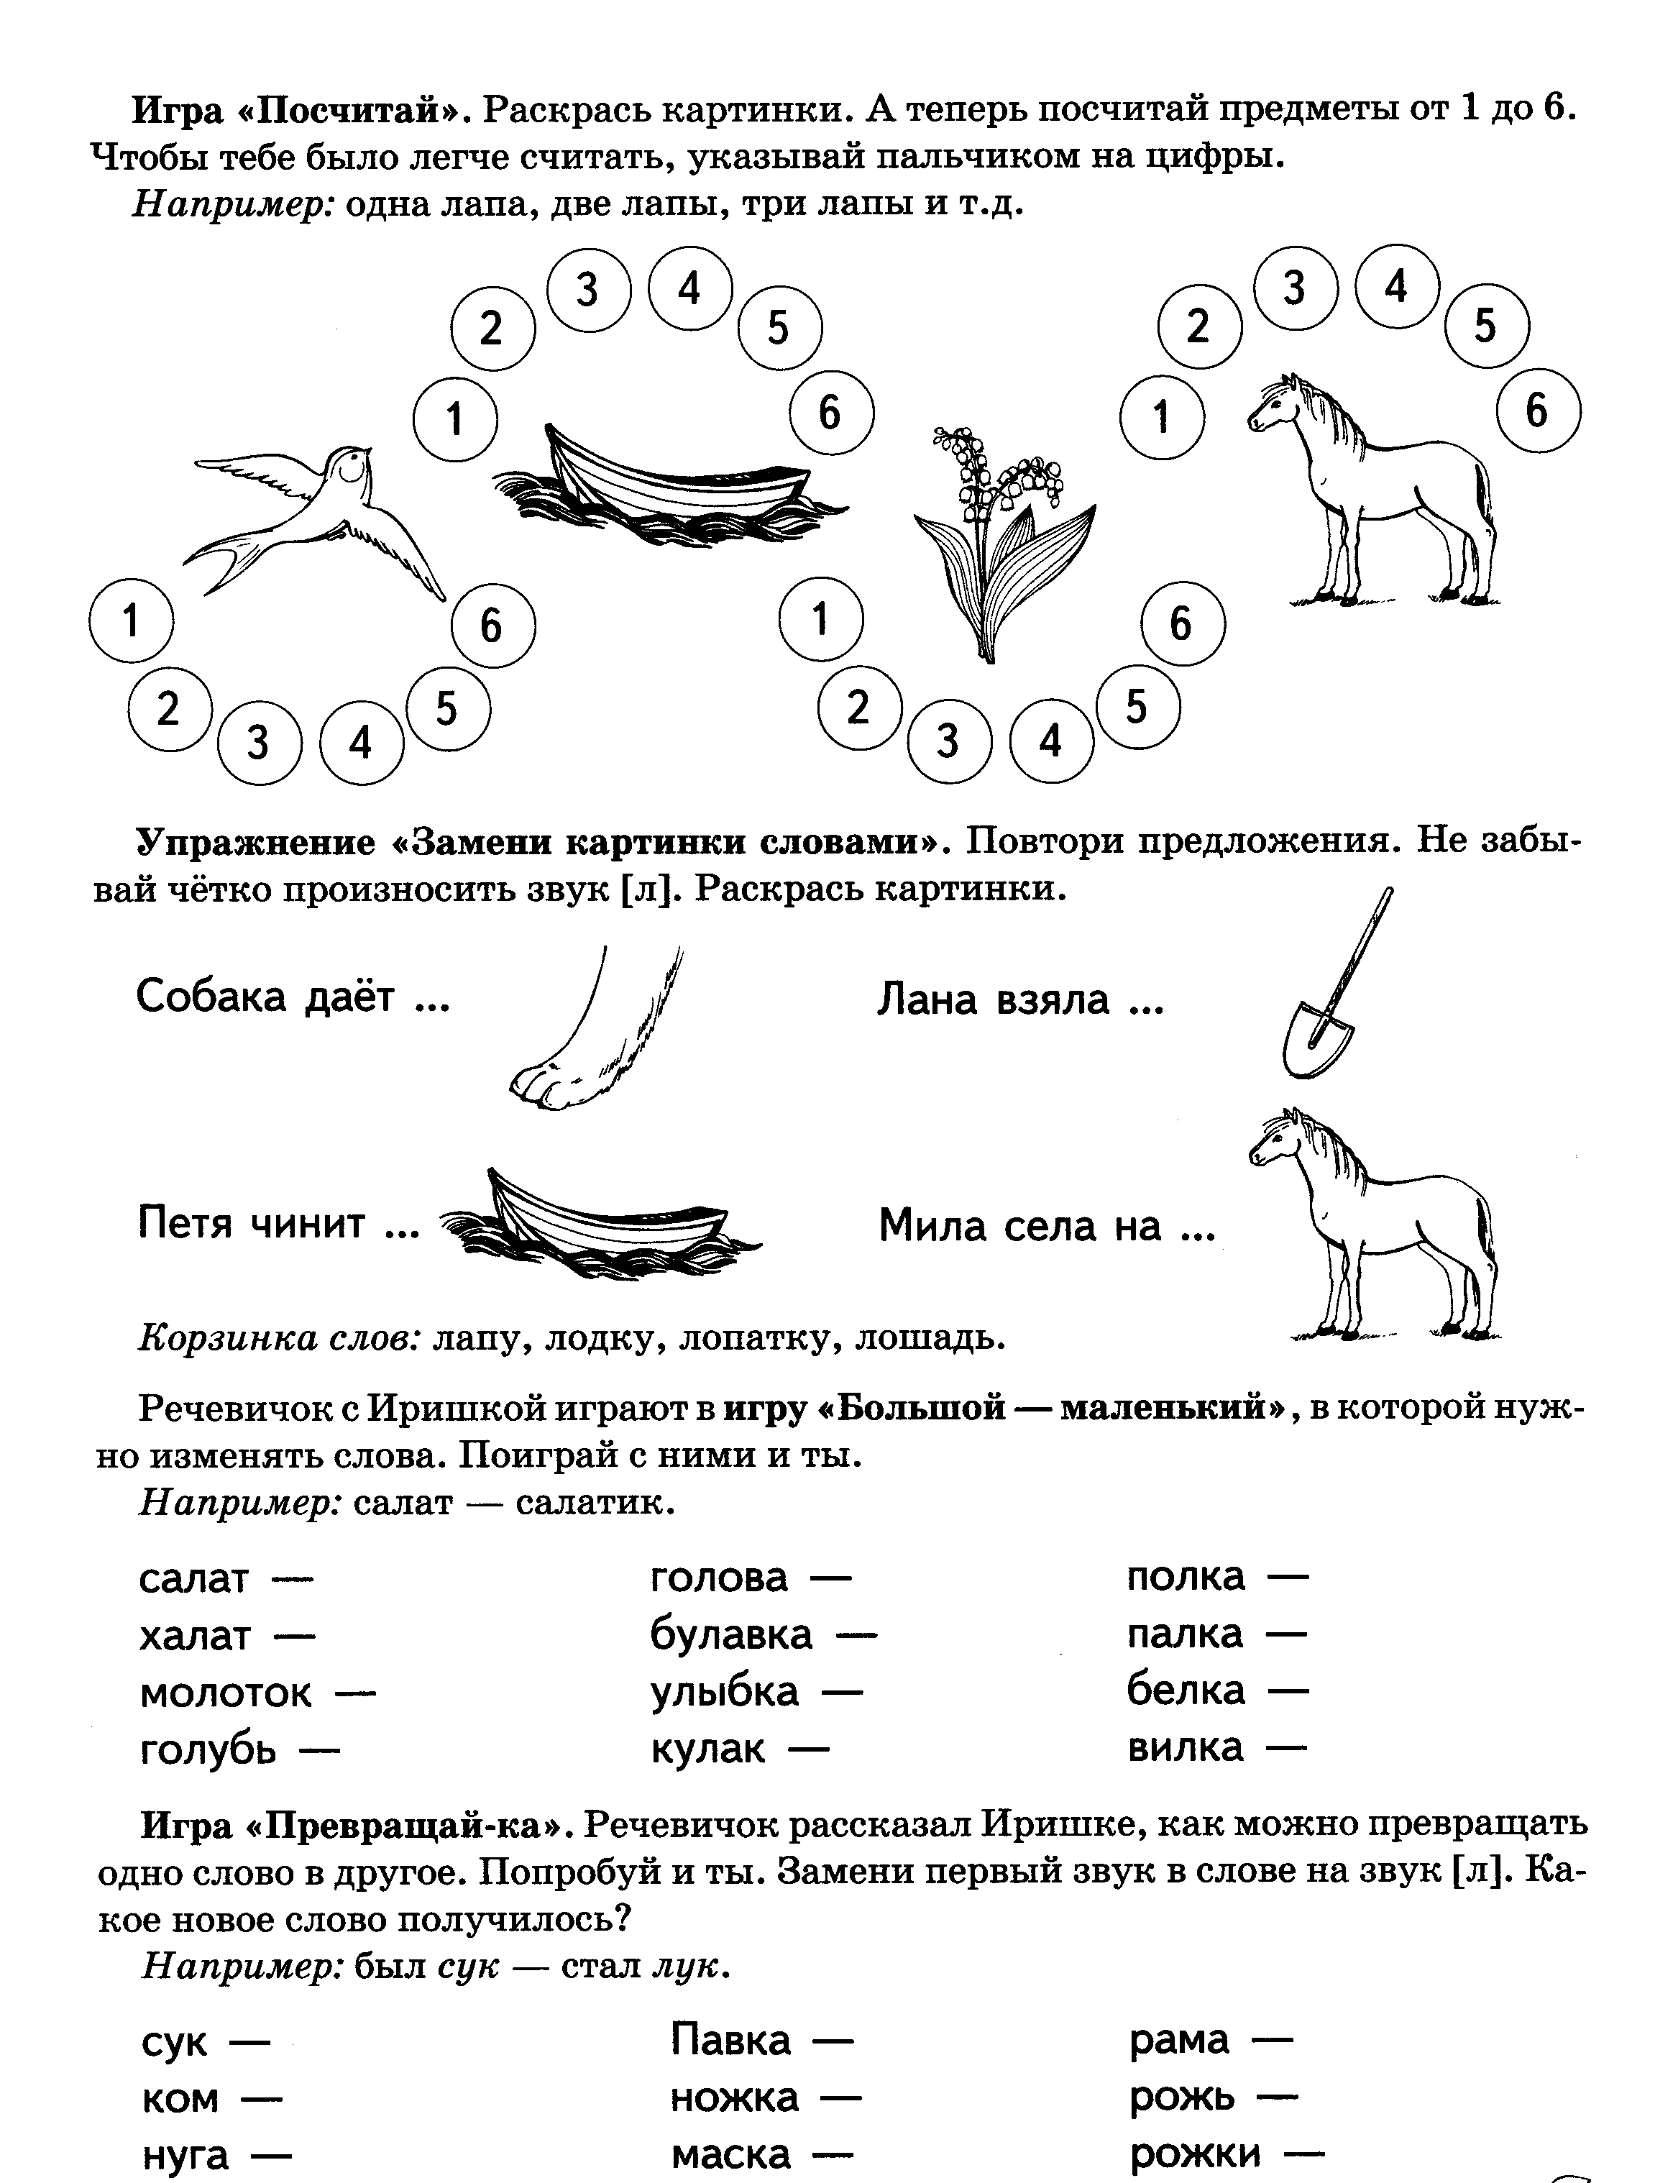 Игра «Посчитай». Раскрась картинки. А теперь посчитай предметы от 1 до 6.
Чтобы тебе было легче считать, указывай пальчиком на цифры.
Например: одна лапа, две лапы, три лапы и т.д.
1 2 3 4 5 6
1 2 3 4 5 6
1 2 3 4 5 6
1 2 3 4 5 6
Упражнение «Замени картинки словами». Повтори предложения. Не забы-
вай чётко произносить звук [л]. Раскрась картинки.
Собака даёт ...
Лана взяла ...
Петя чинит ...
Мила села на ...
Корзинка слов: лапу, лодку, лопатку, лошадь.
Речевичок с Иришкой играют в игру «Большой — маленький», в которой нуж-
но изменять слова. Поиграй с ними и ты.
Например: салат — салатик.
салат — голова — полка —
халат — булавка — палка —
молоток — улыбка — белка —
голубь — кулак — вилка —
Игра «Превращай-ка». Речевичок рассказал Иришке, как можно превращать
одно слово в другое. Попробуй и ты. Замени первый звук в слове на звук [л]. Ка-
кое новое слово получилось?
Например: был сук — стал лук.
сук — Павка — рама —
ком — ножка — рожь —
нуга — маска — рожки —